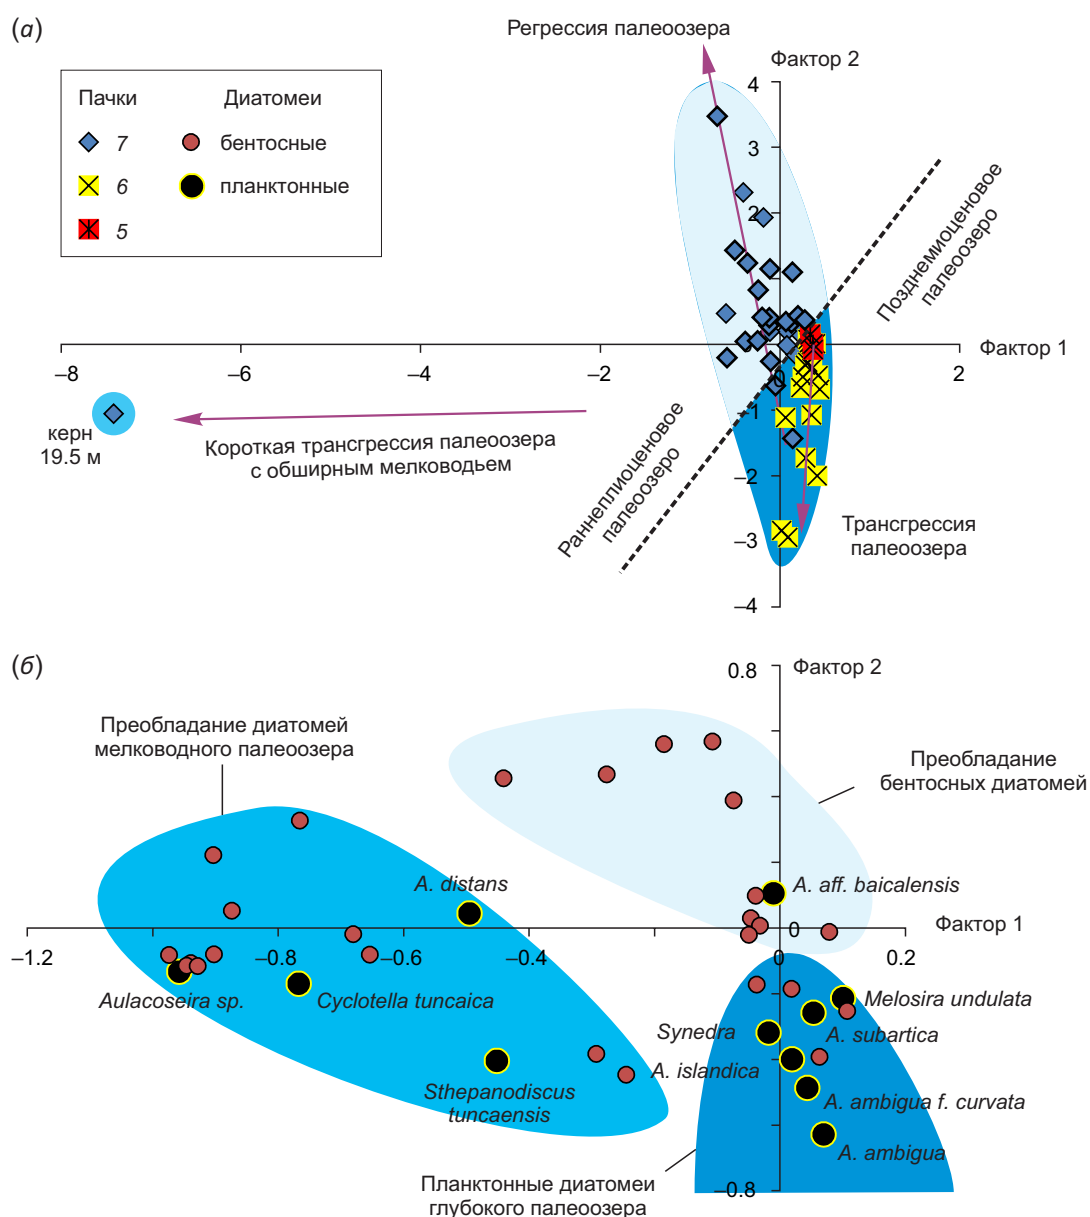 (а)
Регрессия палеоозера
Фактор 2
Пачки
Диатомеи
7
бентосные
6
планктонные
5
4
3
2
Позднемиоценовое
палеоозеро
Фактор 1
–8
–6
–4
–2
0
2
керн
19.5 м
Короткая трансгрессия палеоозера
с обширным мелководьем
Раннеплиоценовое
палеоозеро
–1
–2
–3
–4
Трансгрессия
палеоозера
(б)
0.8
Фактор 2
Преобладание диатомей
мелководного палеоозера
Преобладание
бентосных диатомей
A. distans
A. aff. baicalensis
Фактор 1
0
–1.2
–0.8
–0.6
–0.4
0
0.2
Aulacoseira sp.
Cyclotella tuncaica
Melosira undulata
Synedra
A. subartica
A. islandica
Sthepanodiscus
tuncaensis
A. ambigua f. curvata
A. ambigua
Планктонные диатомеи
глубокого палеоозера
–0.8